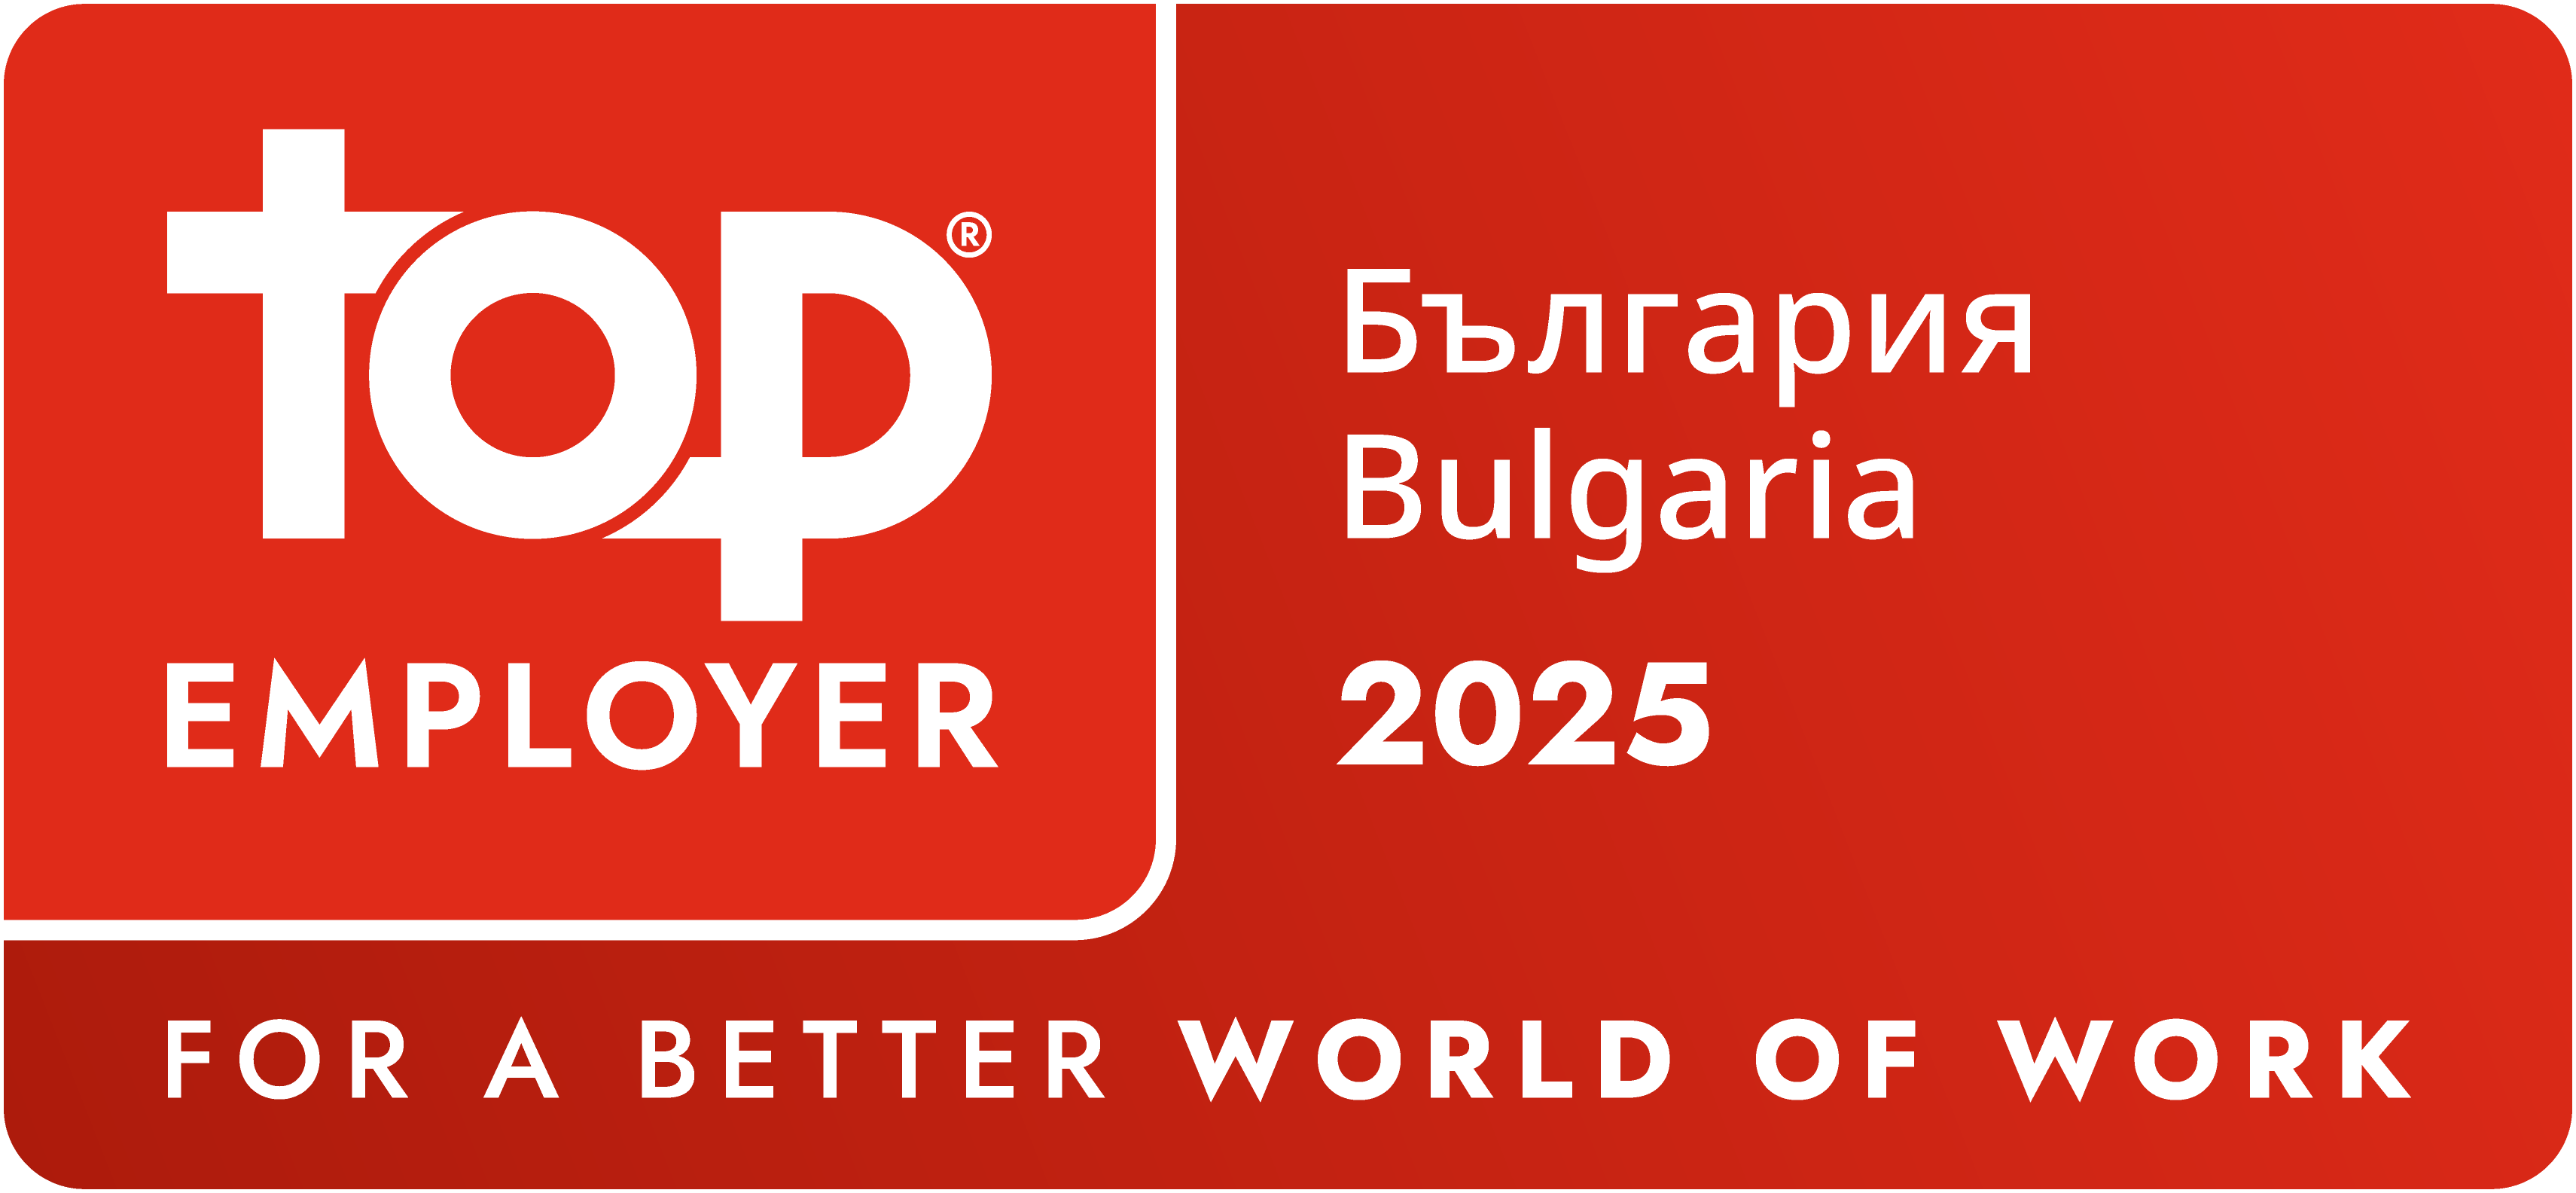 top®
EMPLOYER
България
Bulgaria
2025
FOR A BETTER WORLD OF WORK